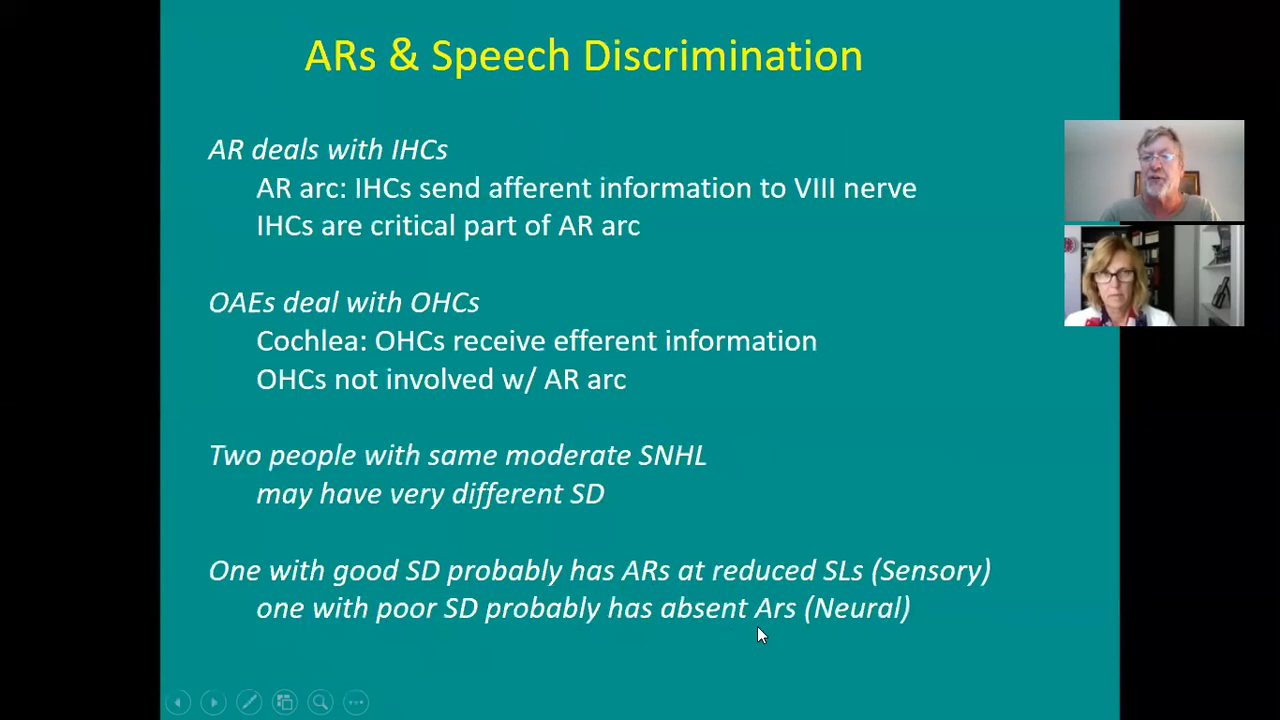 ARs & Speech Discrimination
AR deals with IHCs
AR arc: IHCs send afferent information to VIII nerve
IHCs are critical part of AR arc
OAEs deal with OHCs
Cochlea: OHCs receive efferent information
OHCs not involved w/ AR arc
Two people with same moderate SNHL
may have very different SD
One with good SD probably has ARs at reduced SLs (Sensory)
one with poor SD probably has absent Ars (Neural)